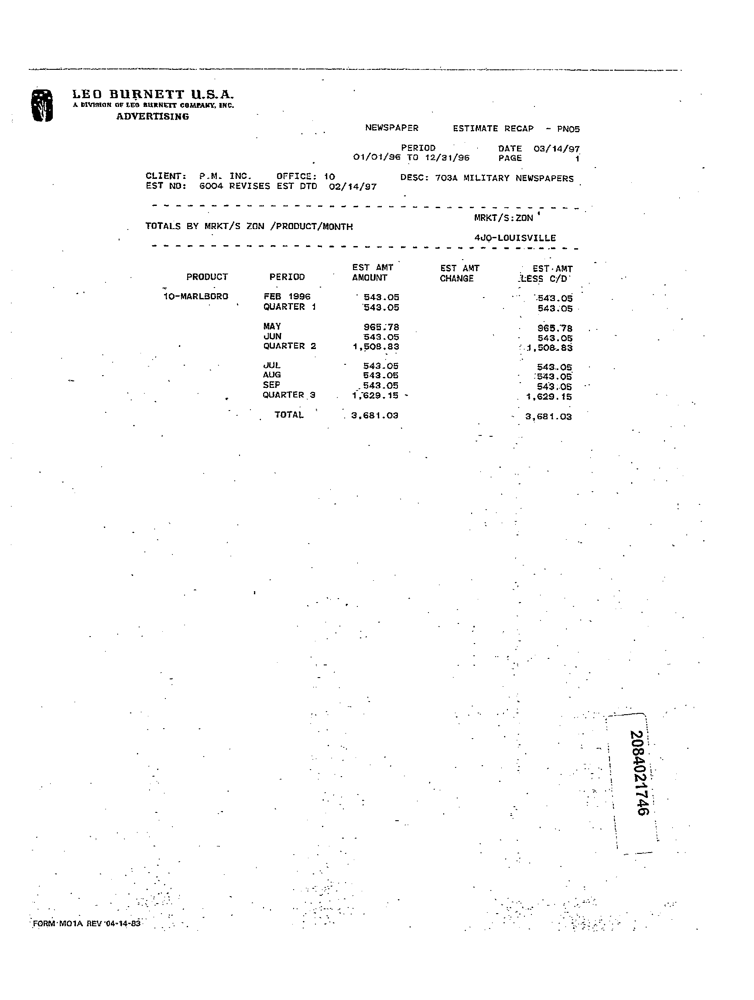 LEO BURNETT U.S.A.
A DIVISION OF LEO BURNETT COMPANY, INC.
ADVERTISING
NEWSPAPER ESTIMATE RECAP - PN05
PERIOD DATE 03/14/97
01/01/96 TO 12/31/96 PAGE 1
CLIENT: P.M. INC. OFFICE: 10 DESC: 703A MILITARY NEWSPAPERS
EST NO: 6004 REVISES EST DTD 02/14/97
MRKT/S:ZON
TOTALS BY MRKT/S ZON /PRODUCT/MONTH
4JO-LOUISVILLE
EST AMT EST AMT EST AMT
PRODUCT PERIOD AMOUNT CHANGE LESS C/D
10-MARLBORO FEB 1996 543.05 543.05
QUARTER 1 543.05 543.05
MAY 965.78 965.78
JUN 543.05 543.05
QUARTER 2 1,508.83 1,508.83
JUL 543.05 543.05
AUG 543.05 543.05
SEP 543.05 543.05
QUARTER 3 1,629.15 1,629.15
TOTAL 3,681.03 3,681.03
2084021746
FORM MO1A REV 04-14-83